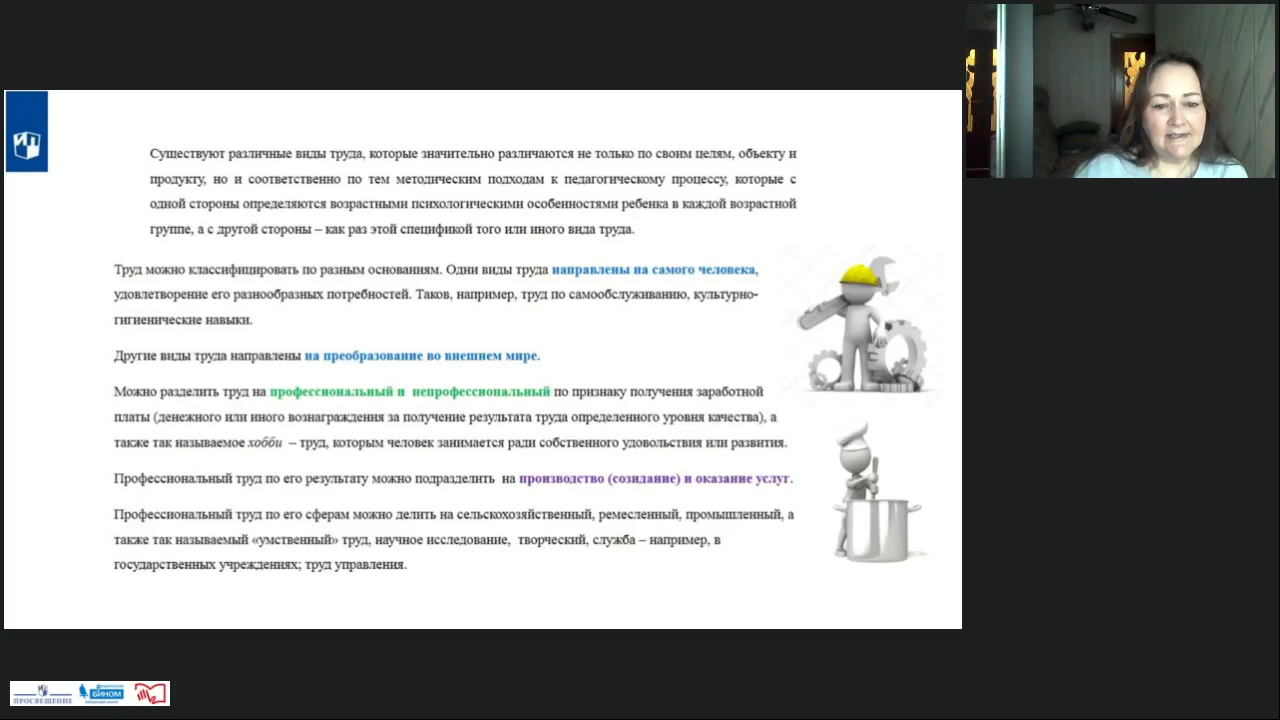 ИП
Существуют различные виды труда, которые значительно различаются не только по своим целям, объекту и
продукту, но и соответственно по тем методическим подходам к педагогическому процессу, которые с
одной стороны определяются возрастными психологическими особенностями ребенка в каждой возрастной
группе, а с другой стороны – как раз этой спецификой того или иного вида труда.
Труд можно классифицировать по разным основаниям. Одни виды труда направлены на самого человека,
удовлетворение его разнообразных потребностей. Таков, например, труд по самообслуживанию, культурно-
гигиенические навыки.
Другие виды труда направлены на преобразование во внешнем мире.
Можно разделить труд на профессиональный и непрофессиональный по признаку получения заработной
платы (денежного или иного вознаграждения за получение результата труда определенного уровня качества), а
также так называемое хобби – труд, которым человек занимается ради собственного удовольствия или развития.
Профессиональный труд по его результату можно подразделить на производство (созидание) и оказание услуг.
Профессиональный труд по его сферам можно делить на сельскохозяйственный, ремесленный, промышленный, а
также так называемый «умственный» труд, научное исследование, творческий, служба – например, в
государственных учреждениях; труд управления.
ПРОСВЕЩЕНИЕ
БИНОМ